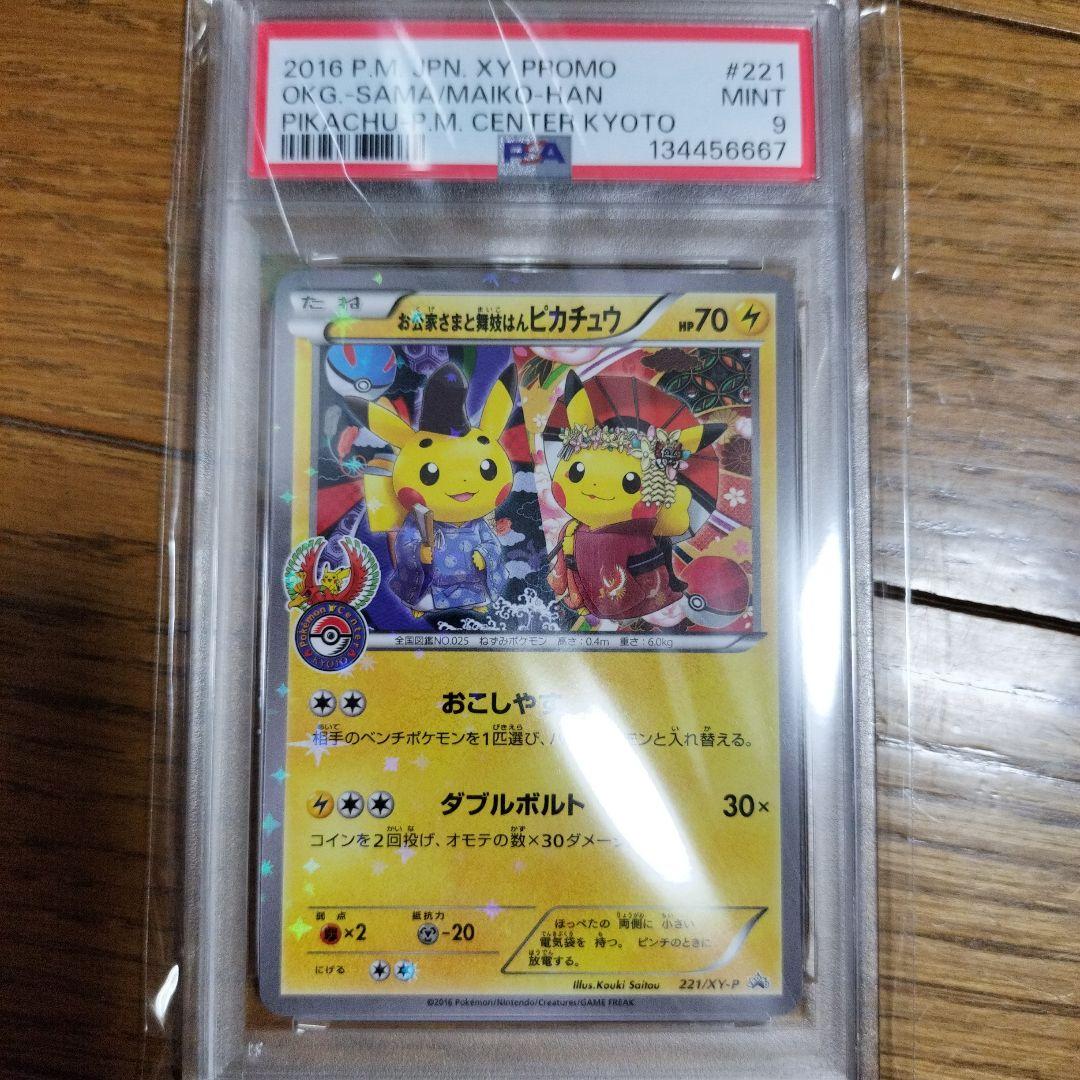 2016 P.M. JPN. XY PROMO #221
OKG.-SAMA/MAIKO-HAN MINT
PIKACHU-P.M. CENTER KYOTO 9
PSA 134456667
たね お公家さまと舞妓はんピカチュウ HP70
Pokémon Center
KYOTO
全国図鑑NO.025 ねずみポケモン 高さ:0.4m 重さ:6.0kg
おこしやす
相手のベンチポケモンを1匹選び、バ モンと入れ替える。
ダブルボルト 30×
コインを2回投げ、オモテの数×30ダメージ
弱点 抵抗力
×2 -20
にげる
ほっぺたの 両側に 小さい
電気袋を 持つ。 ピンチのときに
放電する。
Illus.Kouki Saitou 221/XY-P
©2016 Pokémon/Nintendo/Creatures/GAME FREAK